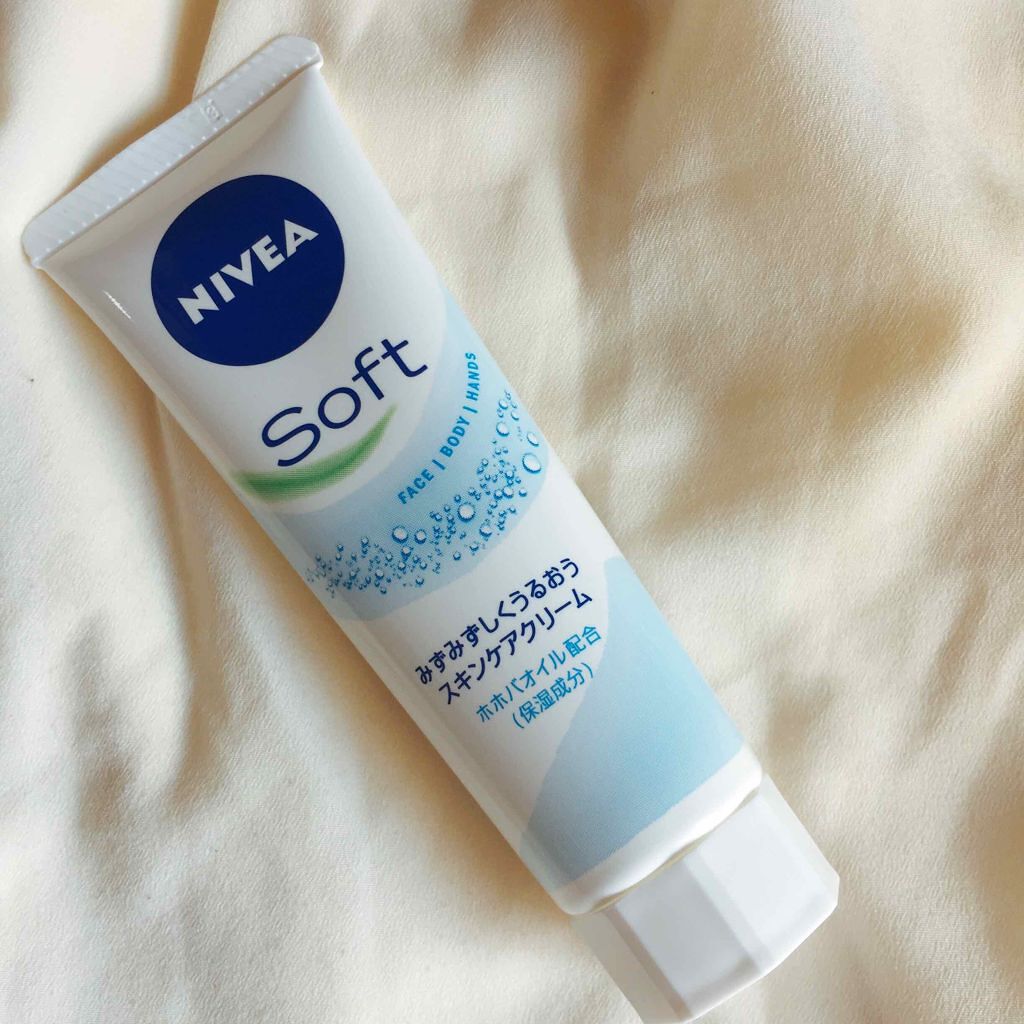 NIVEA
Soft
FACE | BODY | HANDS
みずみずしくうるおう
スキンケアクリーム
ホホバオイル配合
(保湿成分)